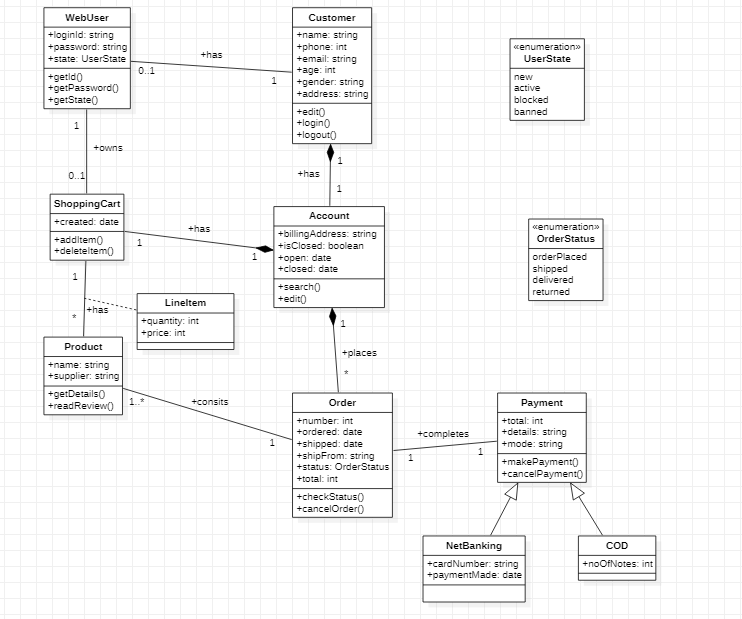 WebUser
+loginId: string
+password: string
+state: UserState
+getId()
+getPassword()
+getState()
+has
0..1
1
Customer
+name: string
+phone: int
+email: string
+age: int
+gender: string
+address: string
+edit()
+login()
+logout()
«enumeration»
UserState
new
active
blocked
banned
1
+owns
0..1
1
+has
1
ShoppingCart
+created: date
+addItem()
+deleteItem()
+has
1
1
Account
+billingAddress: string
+isClosed: boolean
+open: date
+closed: date
+search()
+edit()
«enumeration»
OrderStatus
orderPlaced
shipped
delivered
returned
1
+has
*
LineItem
+quantity: int
+price: int
1
+places
*
Product
+name: string
+supplier: string
+getDetails()
+readReview()
1..*
+consits
1
Order
+number: int
+ordered: date
+shipped: date
+shipFrom: string
+status: OrderStatus
+total: int
+checkStatus()
+cancelOrder()
+completes
1
1
Payment
+total: int
+details: string
+mode: string
+makePayment()
+cancelPayment()
NetBanking
+cardNumber: string
+paymentMade: date
COD
+noOfNotes: int